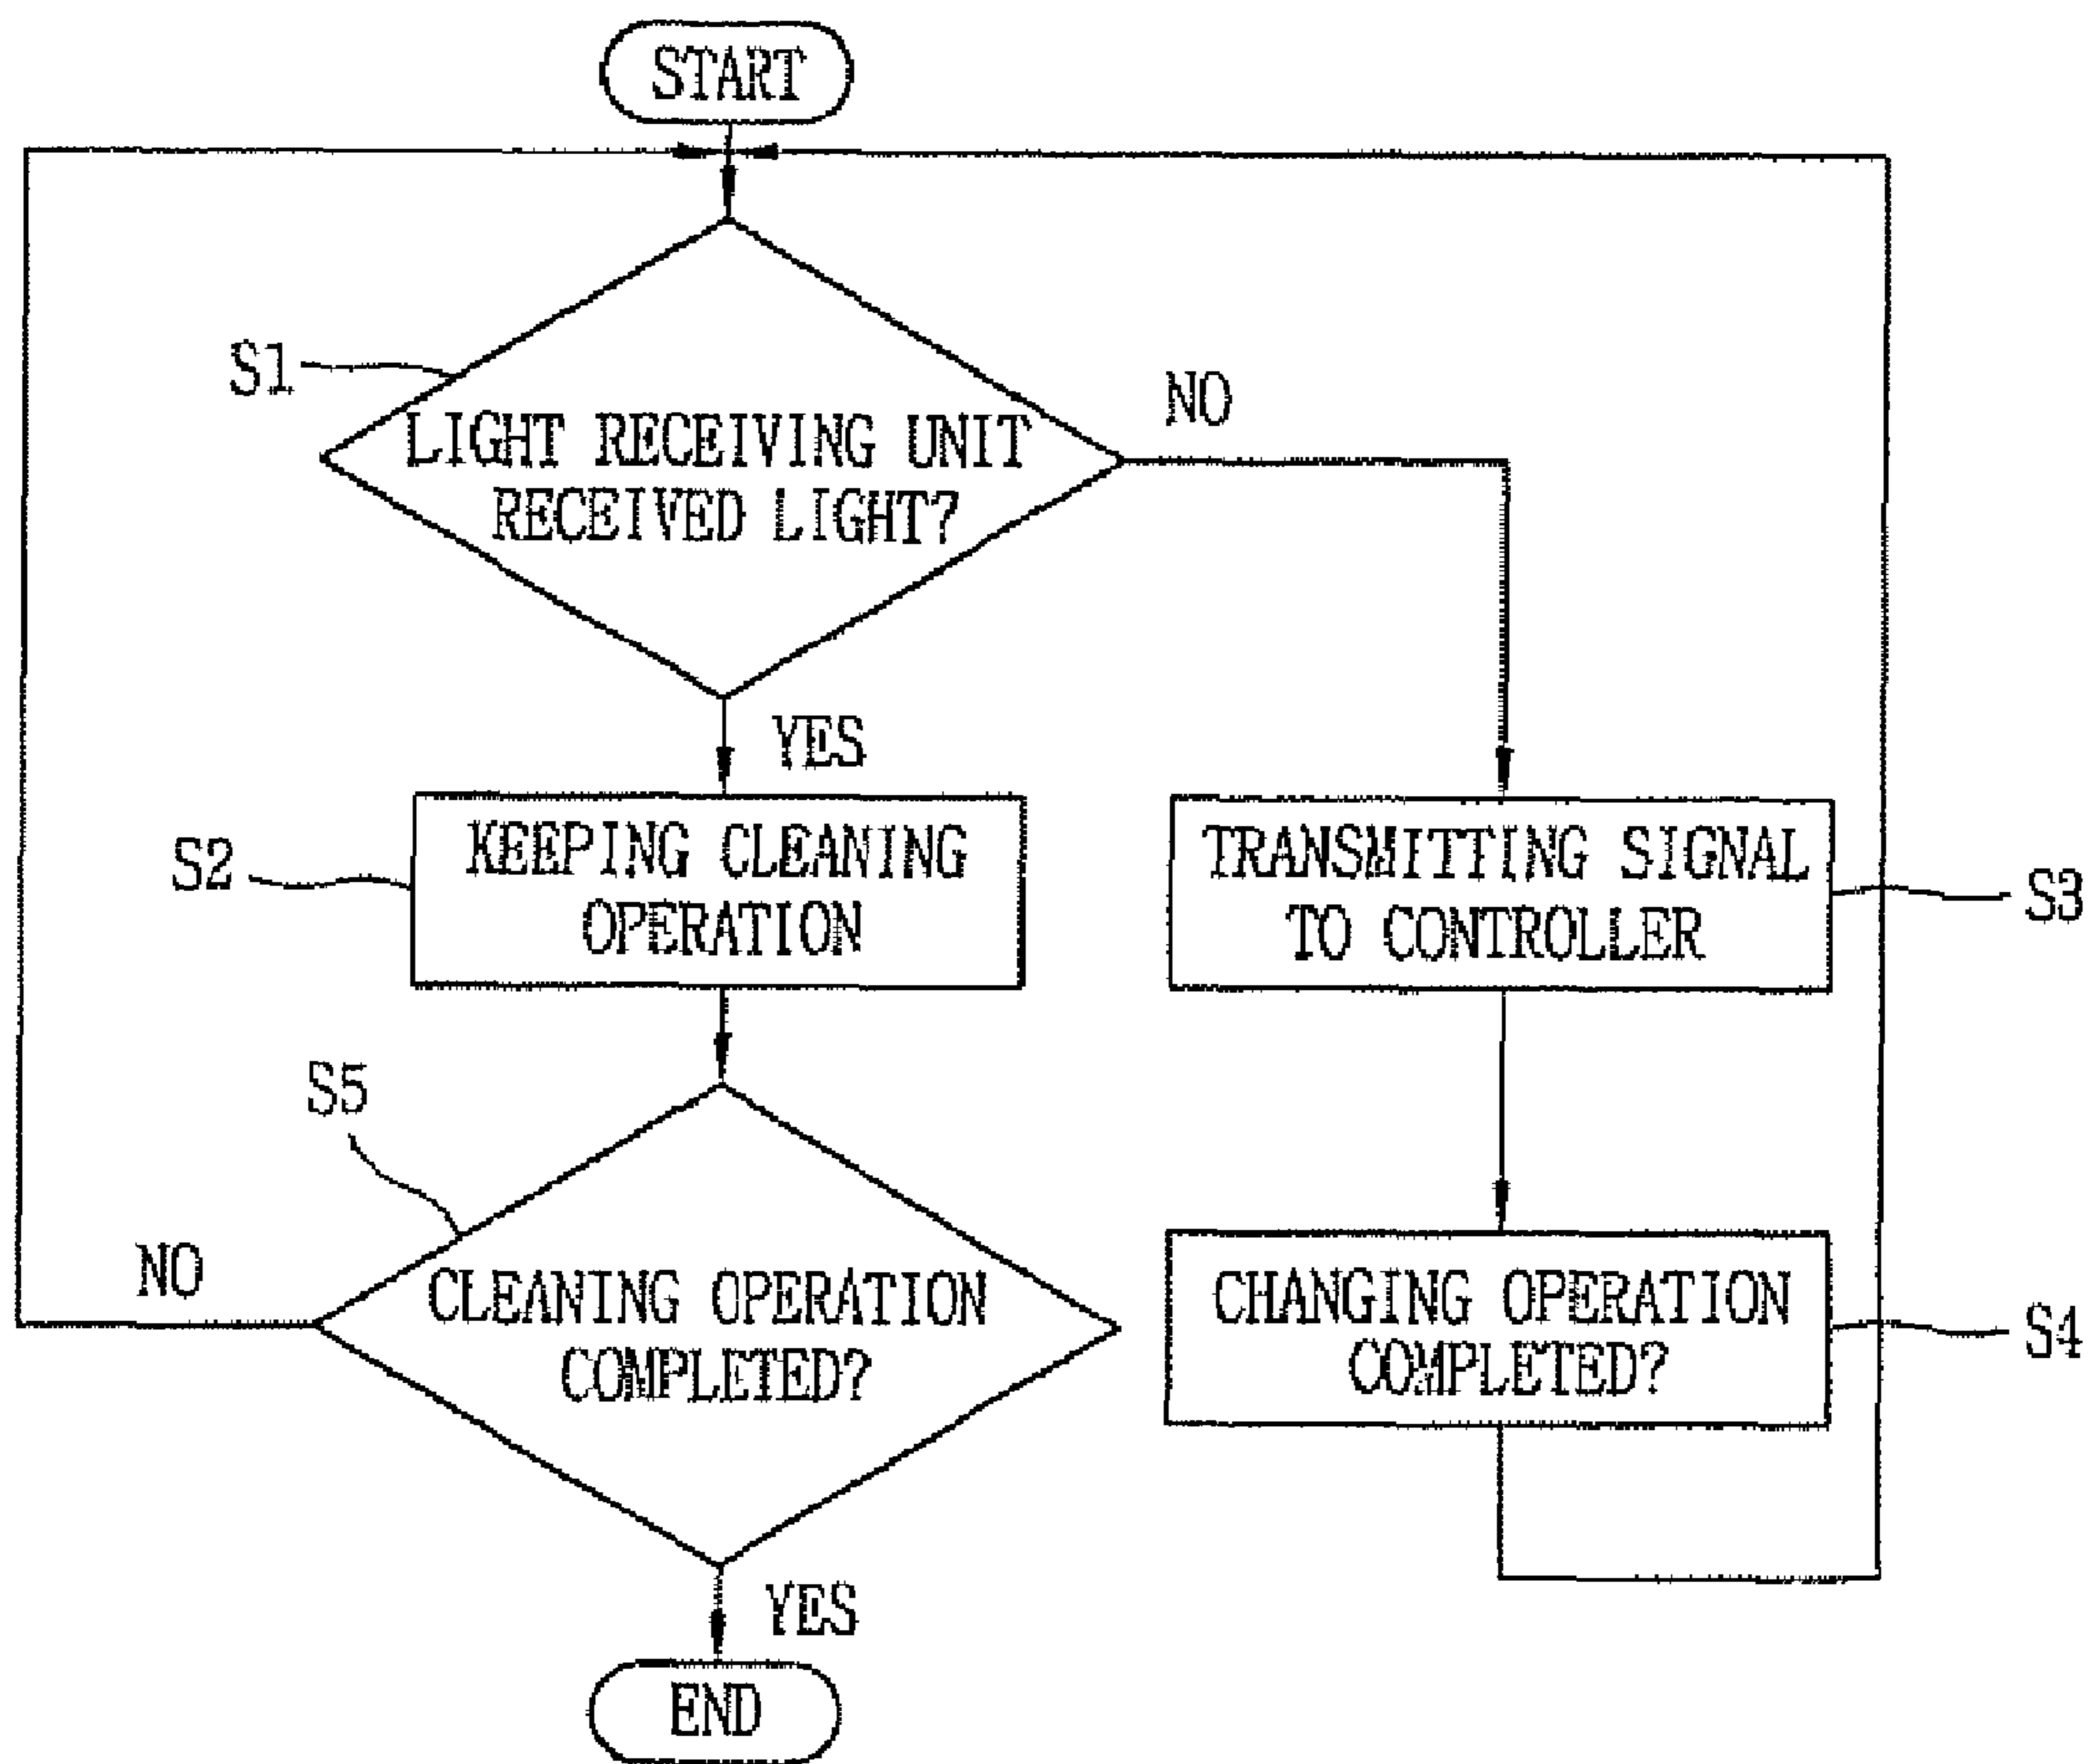 START
S1
NO
LIGHT RECEIVING UNIT
RECEIVED LIGHT?
YES
S2
KEEPING CLEANING
OPERATION
TRANSMITTING SIGNAL
TO CONTROLLER
S3
S5
NO
CLEANING OPERATION
COMPLETED?
CHANGING OPERATION
COMPLETED?
S4
YES
END